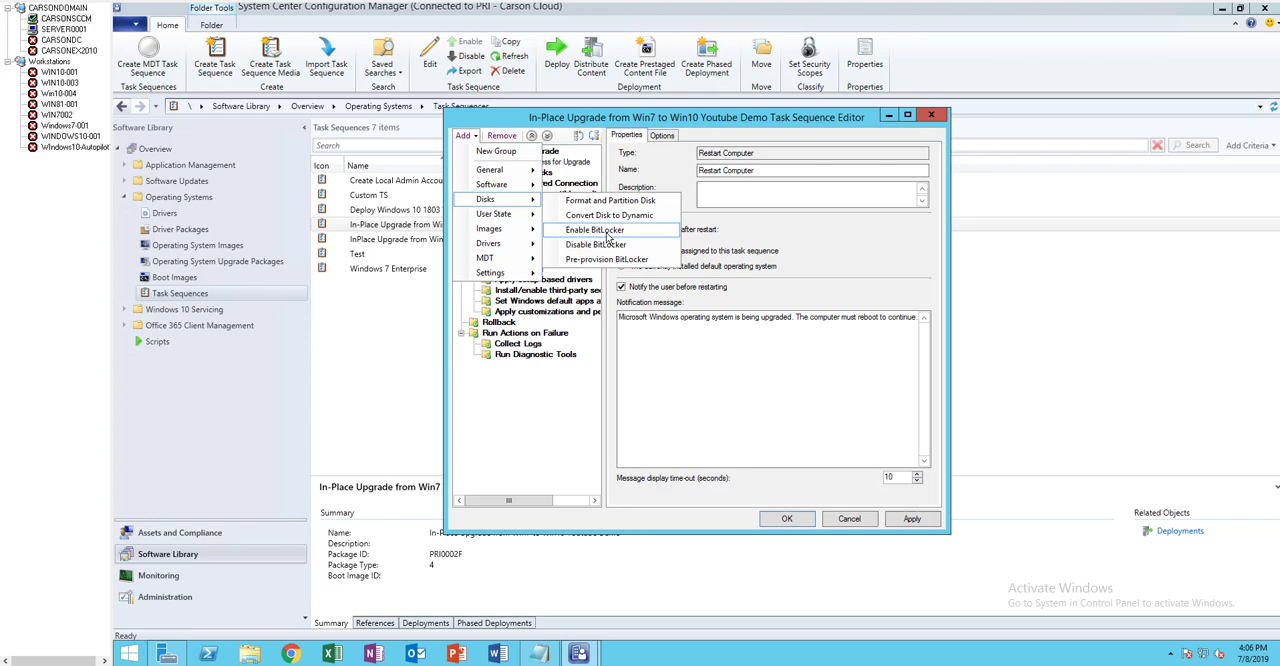 CARSONDOMAIN
CARSONSCCM
SERVER0001
CARSONDC
CARSONEX2010
Workstations
WIN10-001
WIN10-003
Win10-004
WIN81-001
WIN7002
Windows7-001
WINDOWS10-001
WIndows10-Autopilot
Folder Tools
System Center Configuration Manager (Connected to PRI - Carson Cloud)
Home
Folder
Create MDT Task Sequence
Create Task Sequence
Create Task Sequence Media
Import Task Sequence
Saved Searches
Edit
Enable
Disable
Export
Copy
Refresh
Delete
Deploy
Distribute Content
Create Prestaged Content File
Create Phased Deployment
Move
Set Security Scopes
Properties
Task Sequences
Create
Search
Task Sequence
Deployment
Move
Classify
Properties
\ Software Library Overview Operating Systems Task Sequences
Software Library
Overview
Application Management
Software Updates
Operating Systems
Drivers
Driver Packages
Operating System Images
Operating System Upgrade Packages
Boot Images
Task Sequences
Windows 10 Servicing
Office 365 Client Management
Scripts
Assets and Compliance
Software Library
Monitoring
Administration
Ready
Task Sequences 7 items
Search
Search
Add Criteria
Icon Name
Create Local Admin Accou
Custom TS
Deploy Windows 10 1803
In-Place Upgrade from Win
InPlace Upgrade from Win
Test
Windows 7 Enterprise
In-Place Upgrade from Win7 to Win10 Youtube Demo Task Sequence Editor
Add
Remove
New Group
General
Software
Disks
User State
Images
Drivers
MDT
Settings
Format and Partition Disk
Convert Disk to Dynamic
Enable BitLocker
Disable BitLocker
Pre-provision BitLocker
Install/enable third-party sec
Set Windows default apps a
Apply customizations and pe
Rollback
Run Actions on Failure
Collect Logs
Run Diagnostic Tools
Properties
Options
Type: Restart Computer
Name: Restart Computer
Description:
after restart:
assigned to this task sequence
The currently installed default operating system
Notify the user before restarting
Notification message:
Microsoft Windows operating system is being upgraded. The computer must reboot to continue.
Message display time-out (seconds): 10
OK
Cancel
Apply
In-Place Upgrade from Win7
Summary
Name:
Description:
Package ID: PRI0002F
Package Type: 4
Boot Image ID:
Related Objects
Deployments
Summary
References
Deployments
Phased Deployments
Activate Windows
Go to System in Control Panel to activate Windows.
4:06 PM
7/8/2019